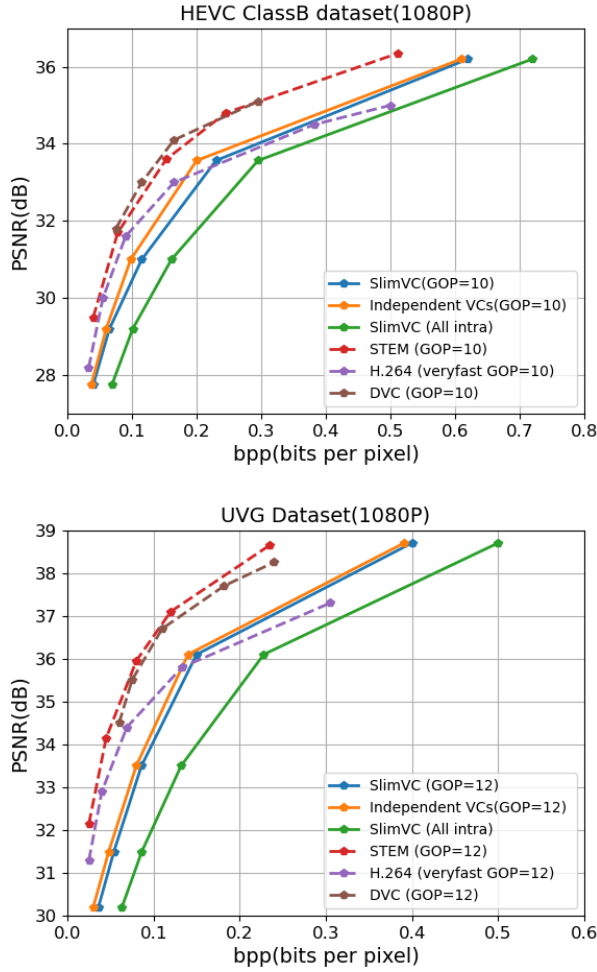 HEVC ClassB dataset(1080P)
PSNR(dB)
36
34
32
30
28
SlimVC(GOP=10)
Independent VCs(GOP=10)
SlimVC (All intra)
STEM (GOP=10)
H.264 (veryfast GOP=10)
DVC (GOP=10)
0.0 0.1 0.2 0.3 0.4 0.5 0.6 0.7 0.8
bpp(bits per pixel)
UVG Dataset(1080P)
PSNR(dB)
39
38
37
36
35
34
33
32
31
30
SlimVC (GOP=12)
Independent VCs(GOP=12)
SlimVC (All intra)
STEM (GOP=12)
H.264 (veryfast GOP=12)
DVC (GOP=12)
0.0 0.1 0.2 0.3 0.4 0.5 0.6
bpp(bits per pixel)